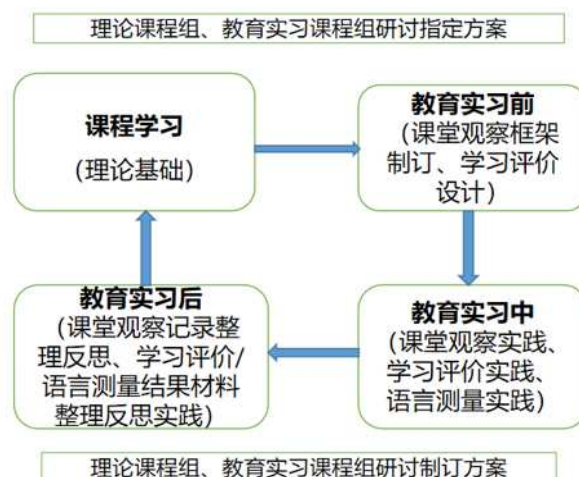 理论课程组、教育实习课程组研讨指定方案
课程学习
（理论基础）
教育实习前
（课堂观察框架
制订、学习评价
设计）
教育实习后
（课堂观察记录整
理反思、学习评价/
语言测量结果材料
整理反思实践）
教育实习中
（课堂观察实践、
学习评价实践、
语言测量实践）
理论课程组、教育实习课程组研讨制订方案